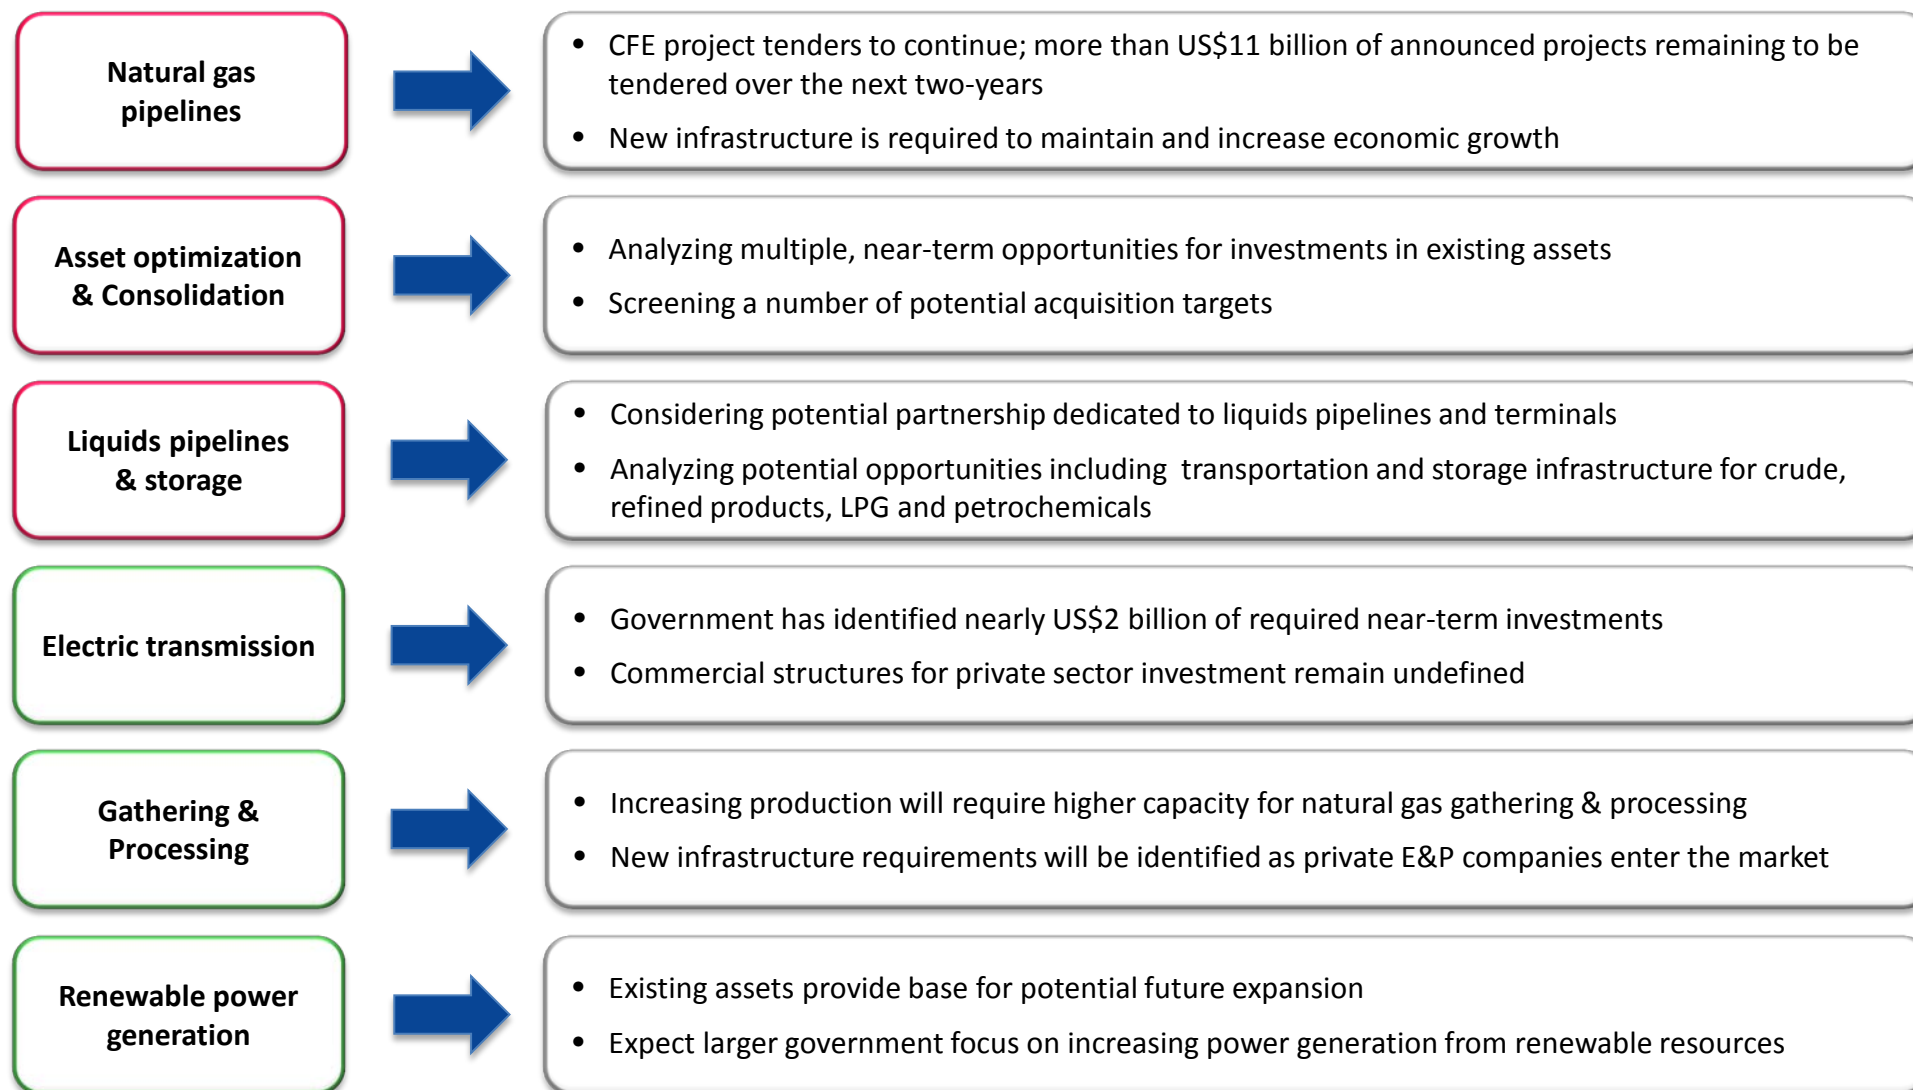 Natural gas
pipelines
• CFE project tenders to continue; more than US$11 billion of announced projects remaining to be
tendered over the next two-years
• New infrastructure is required to maintain and increase economic growth
Asset optimization
& Consolidation
• Analyzing multiple, near-term opportunities for investments in existing assets
• Screening a number of potential acquisition targets
Liquids pipelines
& storage
• Considering potential partnership dedicated to liquids pipelines and terminals
• Analyzing potential opportunities including  transportation and storage infrastructure for crude,
refined products, LPG and petrochemicals
Electric transmission
• Government has identified nearly US$2 billion of required near-term investments
• Commercial structures for private sector investment remain undefined
Gathering &
Processing
• Increasing production will require higher capacity for natural gas gathering & processing
• New infrastructure requirements will be identified as private E&P companies enter the market
Renewable power
generation
• Existing assets provide base for potential future expansion
• Expect larger government focus on increasing power generation from renewable resources